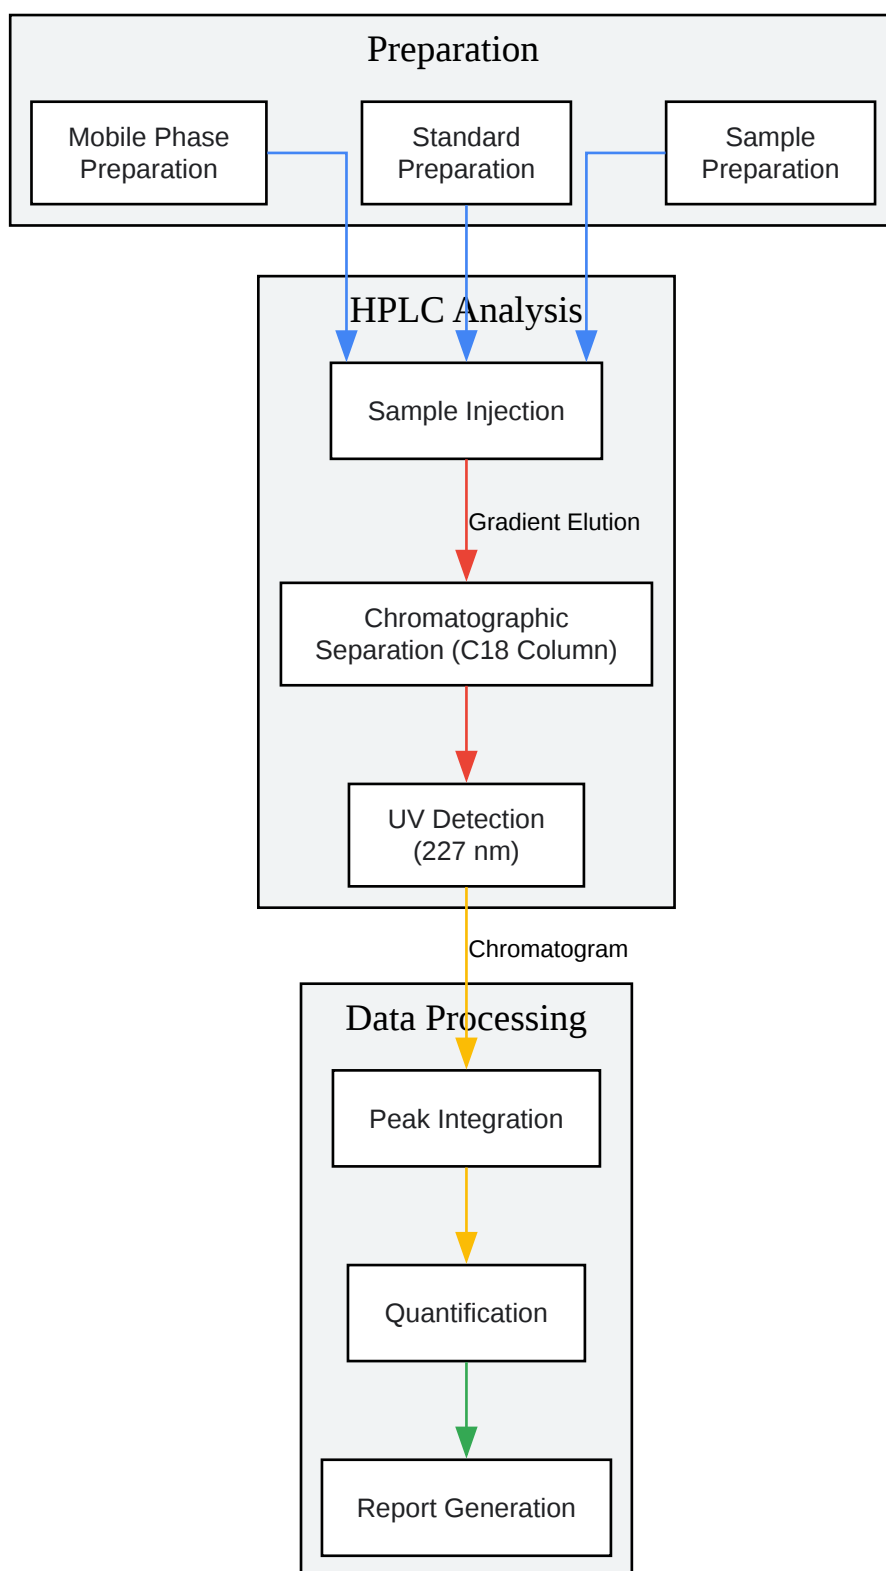 Preparation
Mobile Phase
Preparation
Standard
Preparation
Sample
Preparation
HPLC Analysis
Sample Injection
Gradient Elution
Chromatographic
Separation (C18 Column)
UV Detection
(227 nm)
Chromatogram
Data Processing
Peak Integration
Quantification
Report Generation